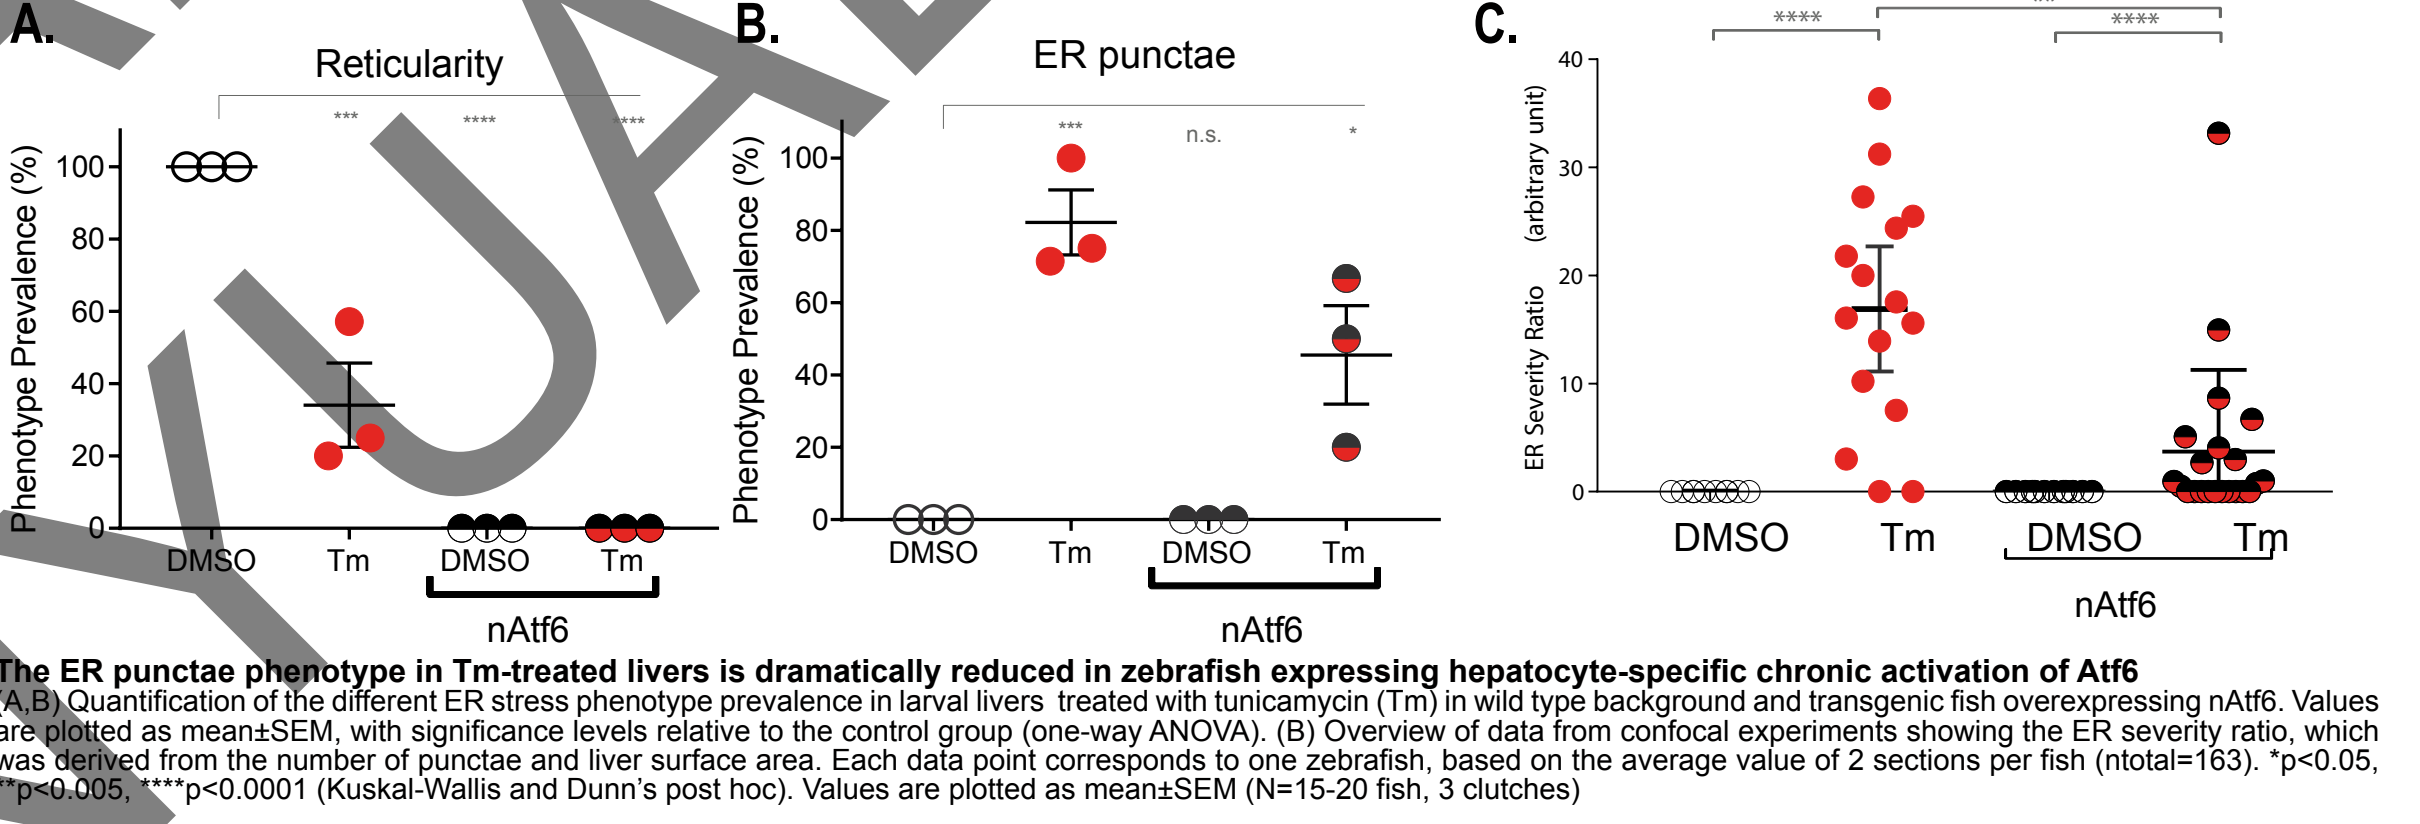 A.
Reticularity
*** **** ****
Phenotype Prevalence (%)
100
80
60
40
20
0
DMSO Tm DMSO Tm
nAtf6
B.
ER punctae
*** n.s. *
Phenotype Prevalence (%)
100
80
60
40
20
0
DMSO Tm DMSO Tm
nAtf6
C.
**** ****
ER Severity Ratio (arbitrary unit)
40
30
20
10
0
DMSO Tm DMSO Tm
nAtf6
The ER punctae phenotype in Tm-treated livers is dramatically reduced in zebrafish expressing hepatocyte-specific chronic activation of Atf6
(A,B) Quantification of the different ER stress phenotype prevalence in larval livers treated with tunicamycin (Tm) in wild type background and transgenic fish overexpressing nAtf6. Values
are plotted as mean±SEM, with significance levels relative to the control group (one-way ANOVA). (B) Overview of data from confocal experiments showing the ER severity ratio, which
was derived from the number of punctae and liver surface area. Each data point corresponds to one zebrafish, based on the average value of 2 sections per fish (ntotal=163). *p<0.05,
**p<0.005, ****p<0.0001 (Kuskal-Wallis and Dunn's post hoc). Values are plotted as mean±SEM (N=15-20 fish, 3 clutches)